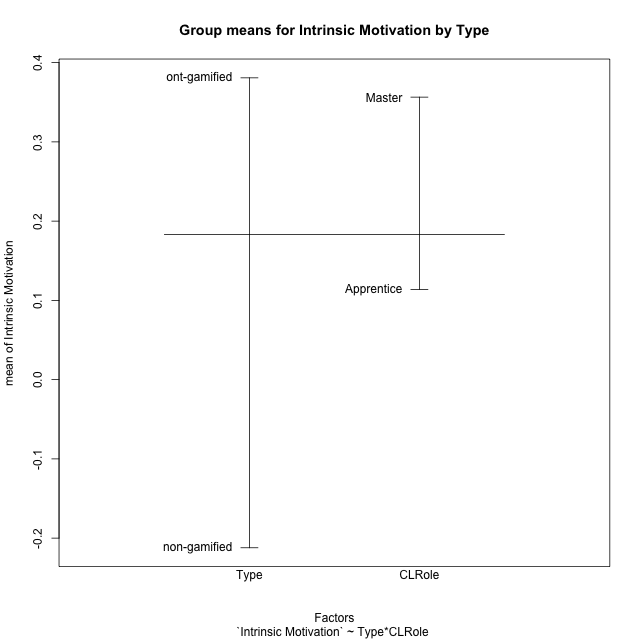 Group means for Intrinsic Motivation by Type
mean of Intrinsic Motivation
0.4
0.3
0.2
0.1
0.0
-0.1
-0.2
ont-gamified
non-gamified
Master
Apprentice
Type
CLRole
Factors
`Intrinsic Motivation` ~ Type*CLRole